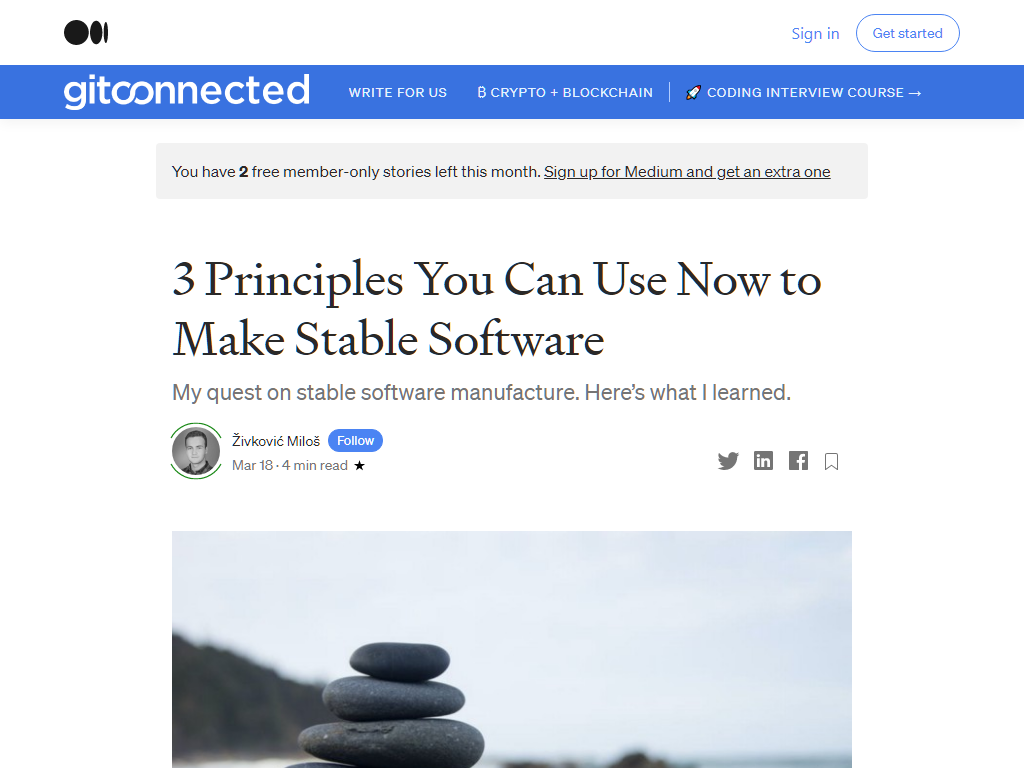 Sign in
Get started
gitconnected
WRITE FOR US
₿ CRYPTO + BLOCKCHAIN
🚀 CODING INTERVIEW COURSE →
You have 2 free member-only stories left this month. Sign up for Medium and get an extra one
3 Principles You Can Use Now to
Make Stable Software
My quest on stable software manufacture. Here’s what I learned.
Živković Miloš
Follow
Mar 18 · 4 min read ★